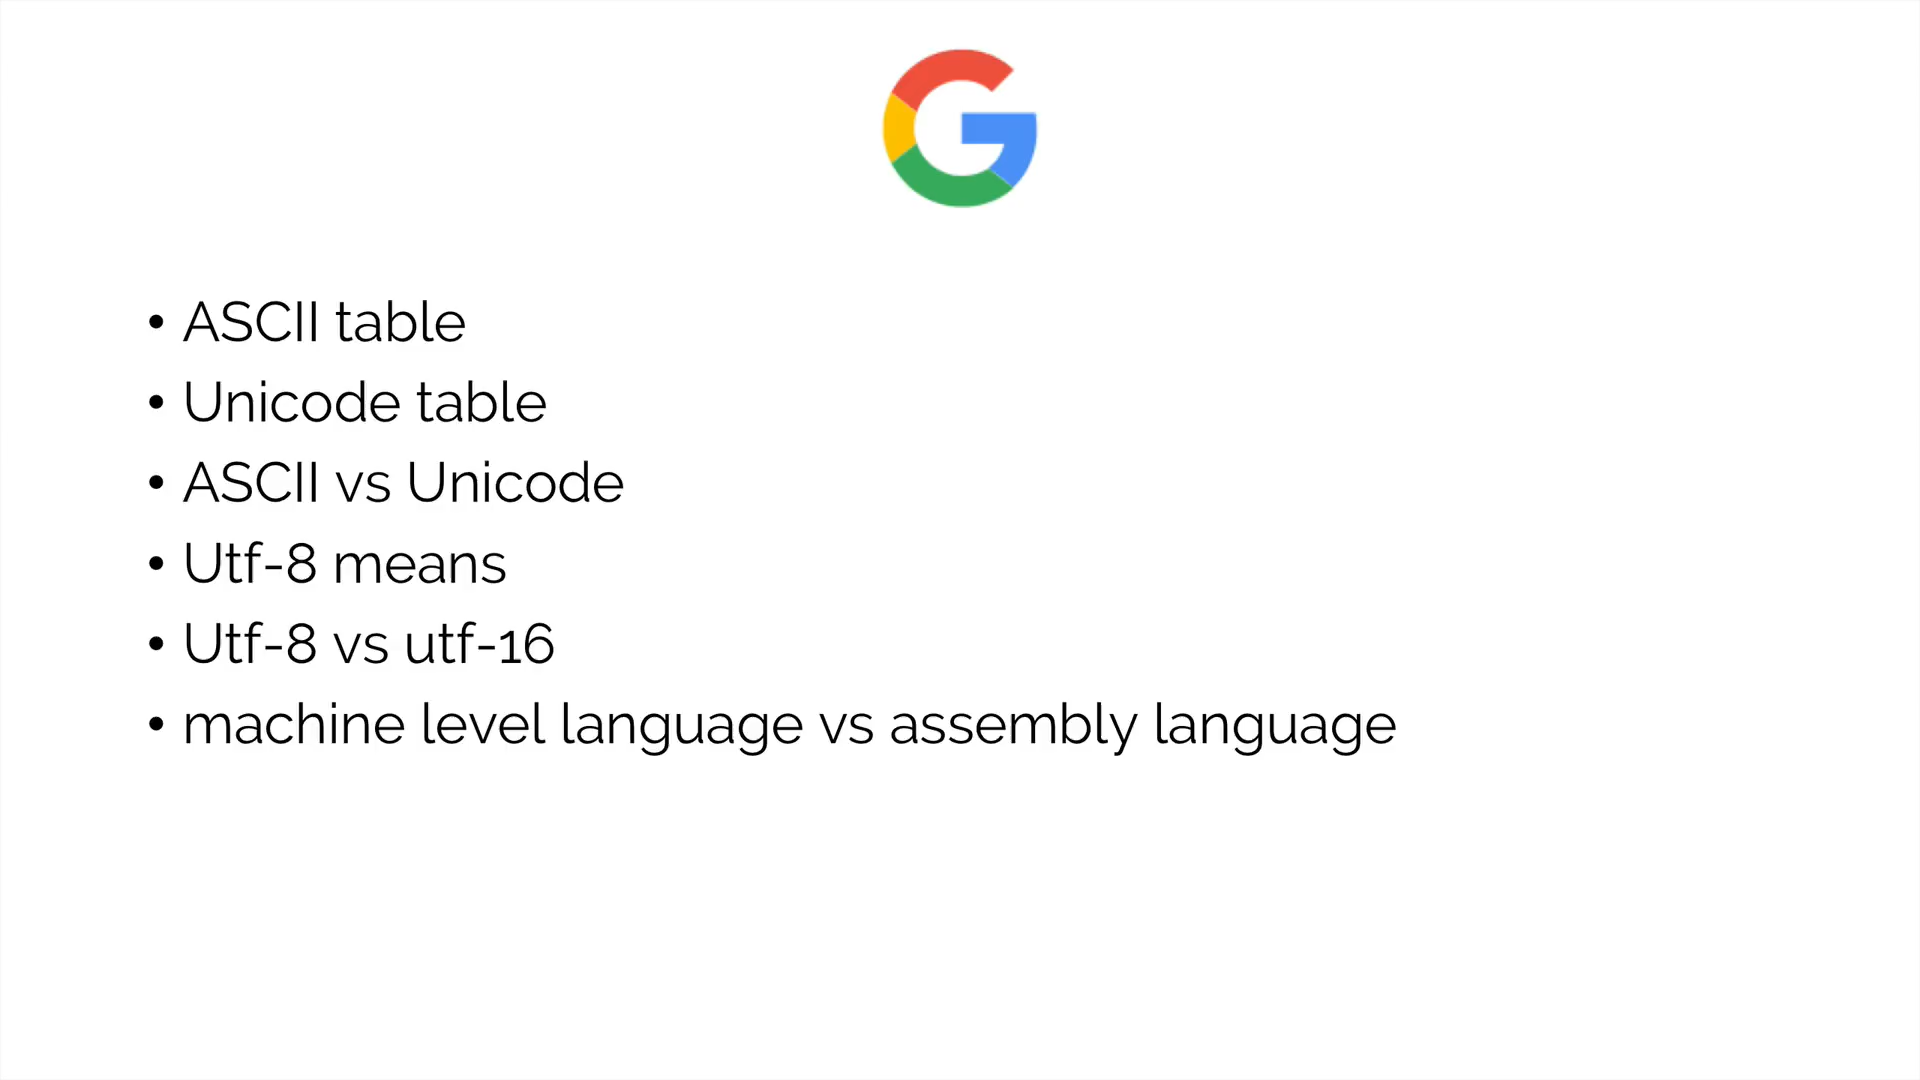 • ASCII table
• Unicode table
• ASCII vs Unicode
• Utf-8 means
• Utf-8 vs utf-16
• machine level language vs assembly language